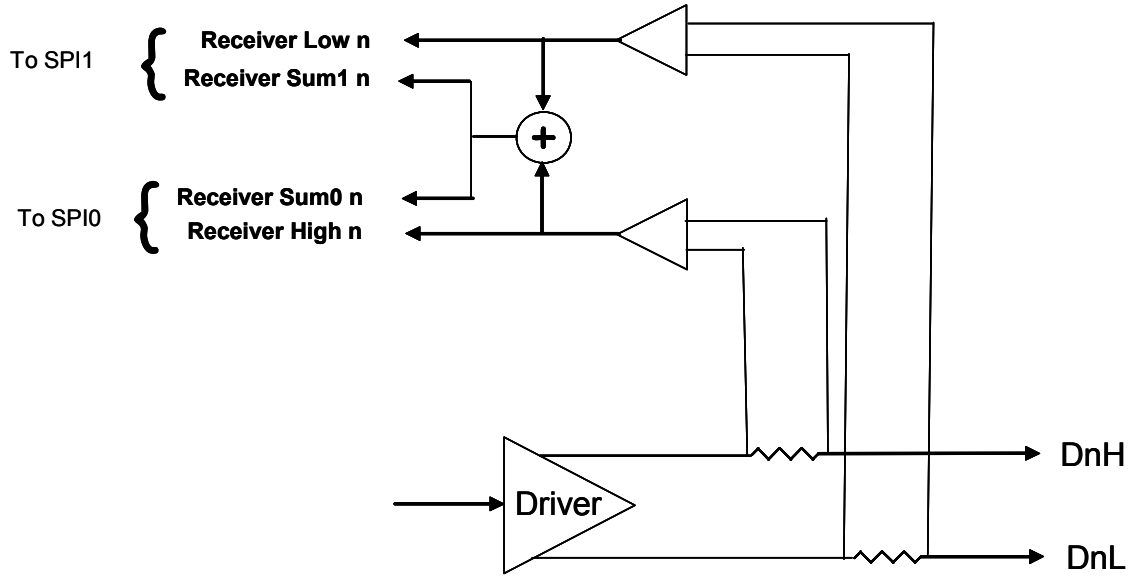 To SPI1
Receiver Low n
Receiver Sum1 n
+
To SPI0
Receiver Sum0 n
Receiver High n
Driver
DnH
DnL